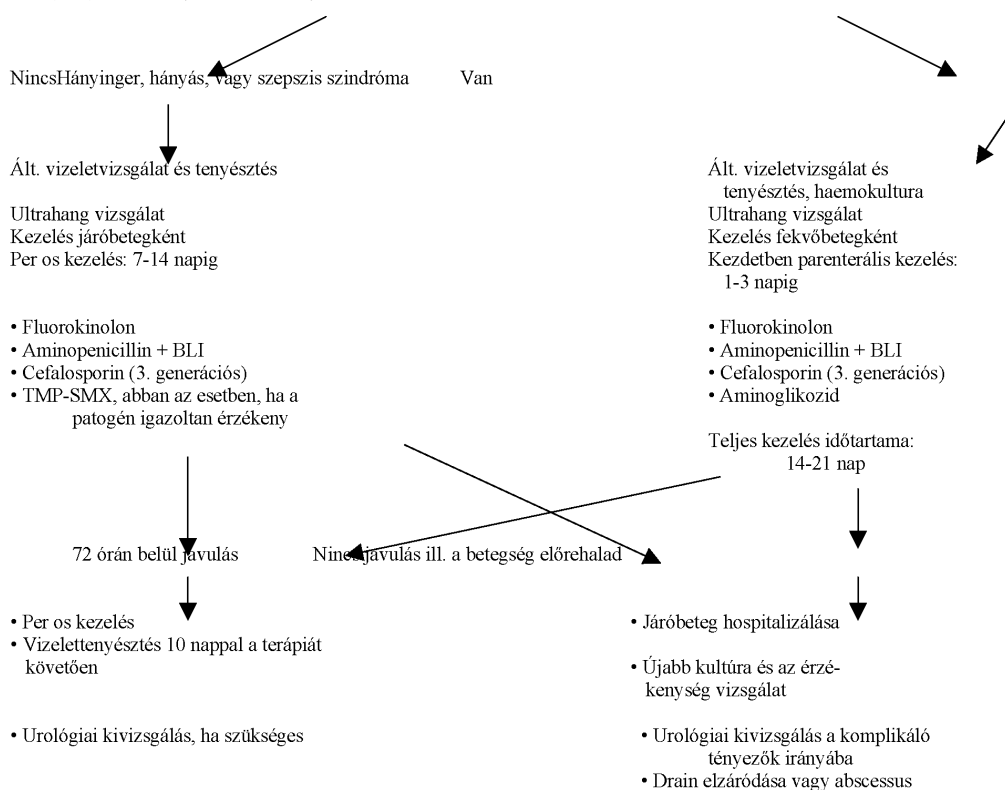 NincsHányinger, hányás, vagy szepszis szindróma Van
Ált. vizeletvizsgálat és tenyésztés
Ultrahang vizsgálat
Kezelés járóbetegként
Per os kezelés: 7-14 napig
• Fluorokinolon
• Aminopenicillin + BLI
• Cefalosporin (3. generációs)
• TMP-SMX, abban az esetben, ha a
patogén igazoltan érzékeny
Ált. vizeletvizsgálat és
tenyésztés, haemokultura
Ultrahang vizsgálat
Kezelés fekvőbetegként
Kezdetben parenterális kezelés:
1-3 napig
• Fluorokinolon
• Aminopenicillin + BLI
• Cefalosporin (3. generációs)
• Aminoglikozid
Teljes kezelés időtartama:
14-21 nap
72 órán belül javulás
Nincs javulás ill. a betegség előrehalad
• Per os kezelés
• Vizelettenyésztés 10 nappal a terápiát
követően
• Urológiai kivizsgálás, ha szükséges
• Járóbeteg hospitalizálása
• Újabb kultúra és az érzé-
kenység vizsgálat
• Urológiai kivizsgálás a komplikáló
tényezők irányába
• Drain elzáródása vagy abscessus